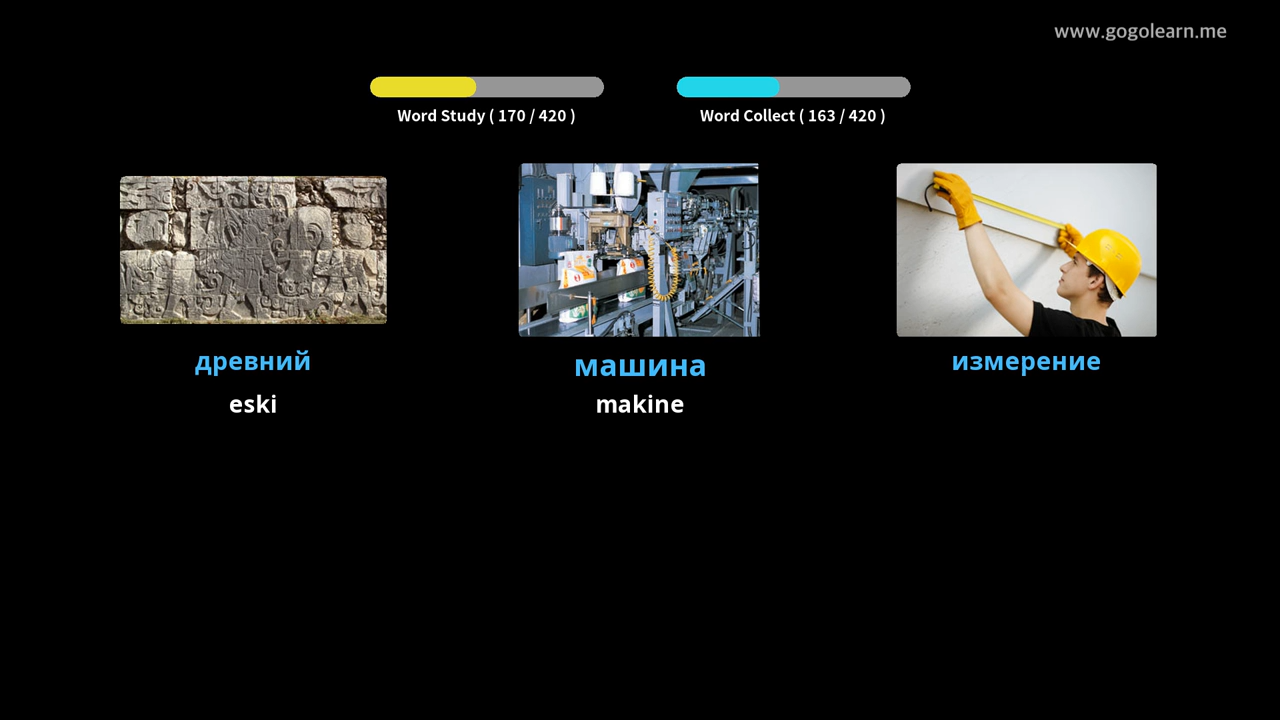 www.gogolearn.me
Word Study ( 170 / 420 )
Word Collect ( 163 / 420 )
древний
машина
измерение
eski
makine